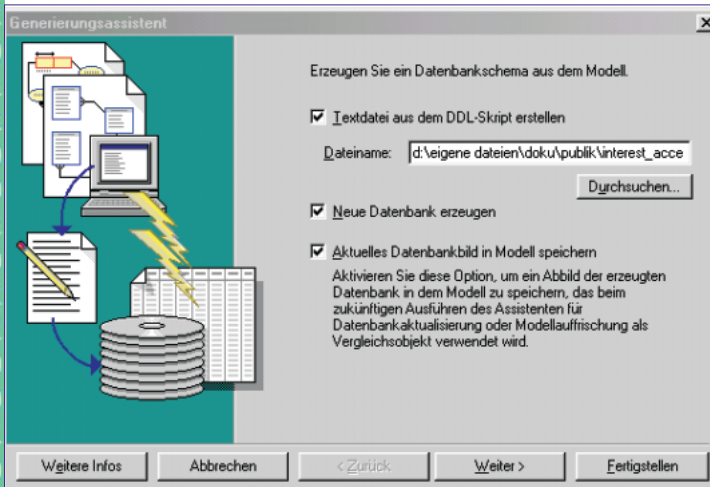 Generierungsassistent
Erzeugen Sie ein Datenbankschema aus dem Modell.
Textdatei aus dem DDL-Skript erstellen
Dateiname: d:\eigene dateien\doku\publik\interest_acce
Durchsuchen...
Neue Datenbank erzeugen
Aktuelles Datenbankbild in Modell speichern
Aktivieren Sie diese Option, um ein Abbild der erzeugten
Datenbank in dem Modell zu speichern, das beim
zukünftigen Ausführen des Assistenten für
Datenbankaktualisierung oder Modellauffrischung als
Vergleichsobjekt verwendet wird.
Weitere Infos Abbrechen < Zurück Weiter > Fertigstellen